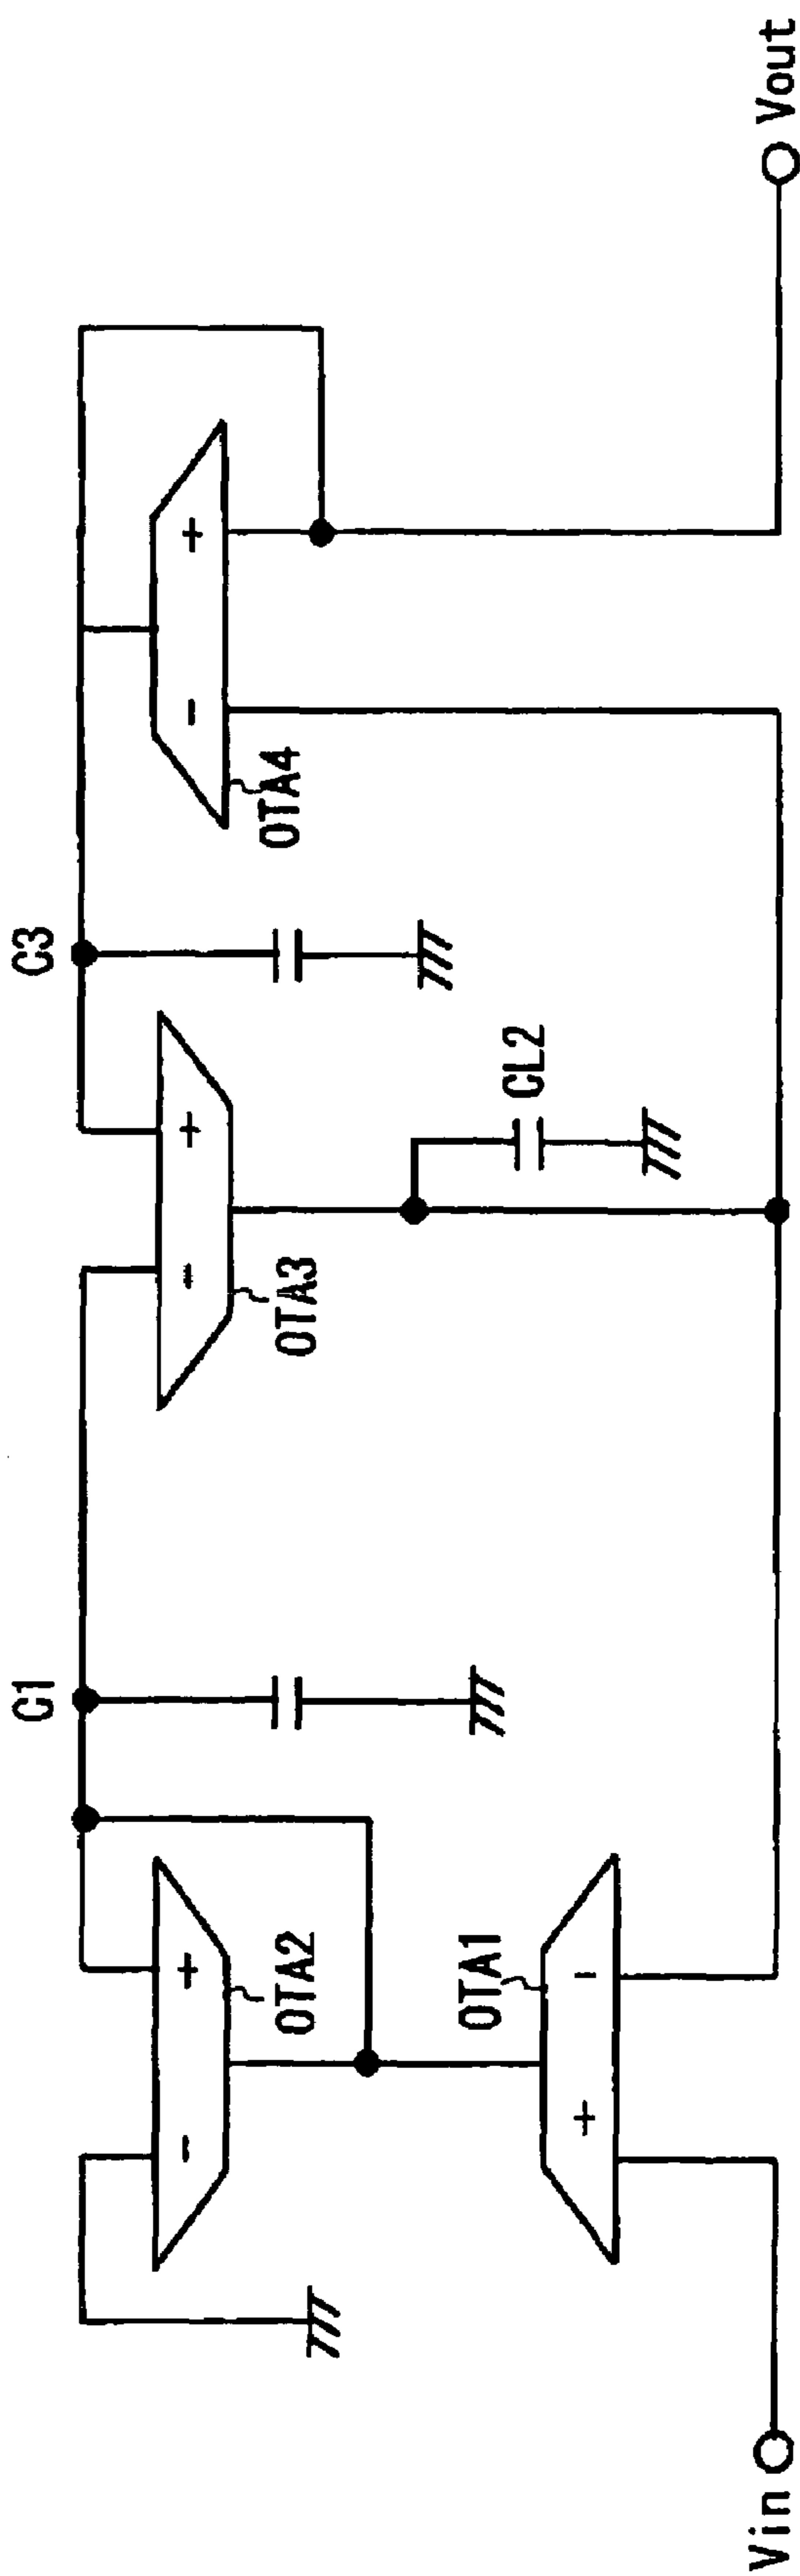 Vin
Vout
C1
C3
CL2
OTA1
OTA2
OTA3
OTA4
+
-
+
-
+
-
+
-